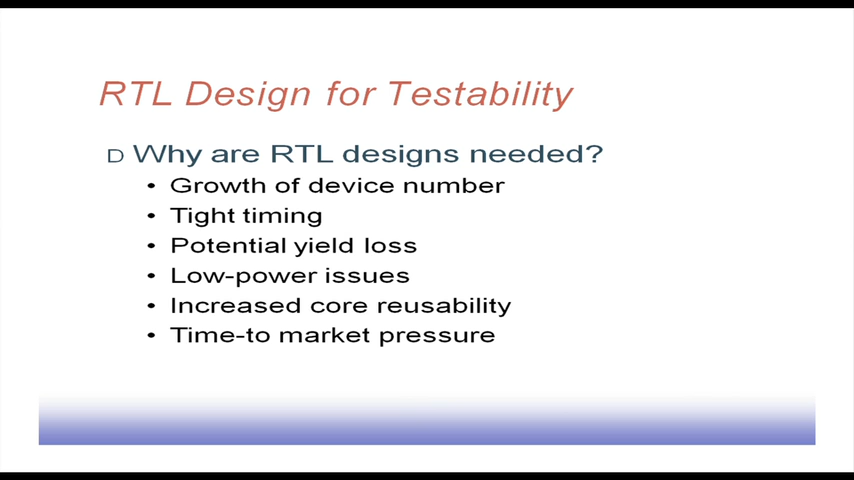 RTL Design for Testability
D Why are RTL designs needed?
• Growth of device number
• Tight timing
• Potential yield loss
• Low-power issues
• Increased core reusability
• Time-to market pressure